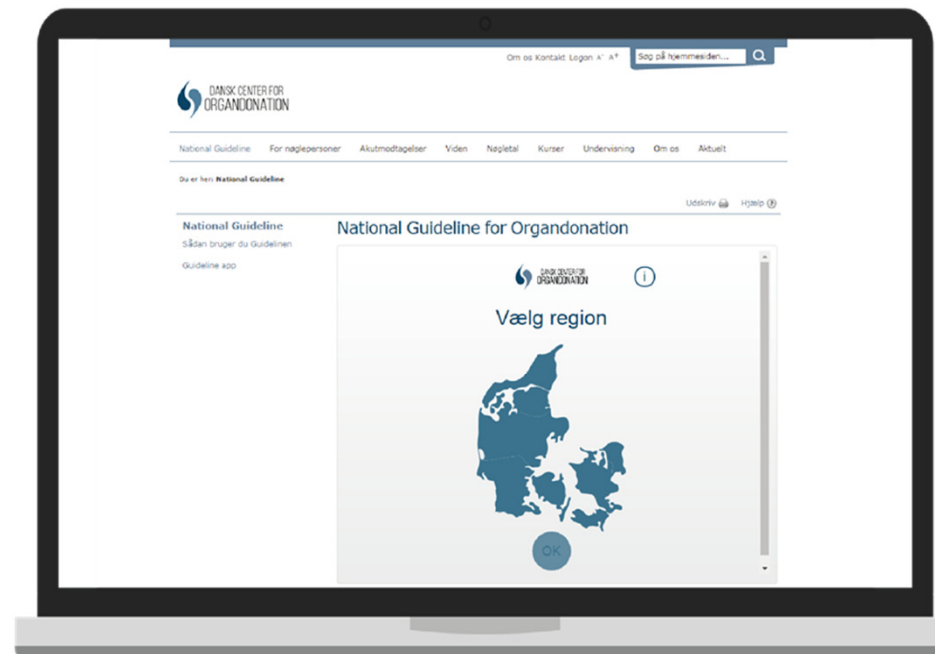 Om os Kontakt Logon A- A+ Søg på hjemmesiden...
DANSK CENTER FOR
ORGANDONATION
National Guideline For nøglepersoner Akutmodtagelser Viden Nøgletal Kurser Undervisning Om os Aktuelt
Du er her: National Guideline
Udskriv Hjælp ?
National Guideline
Sådan bruger du Guidelinen
Guideline app
National Guideline for Organdonation
DANSK CENTER FOR
ORGANDONATION
i
Vælg region
OK